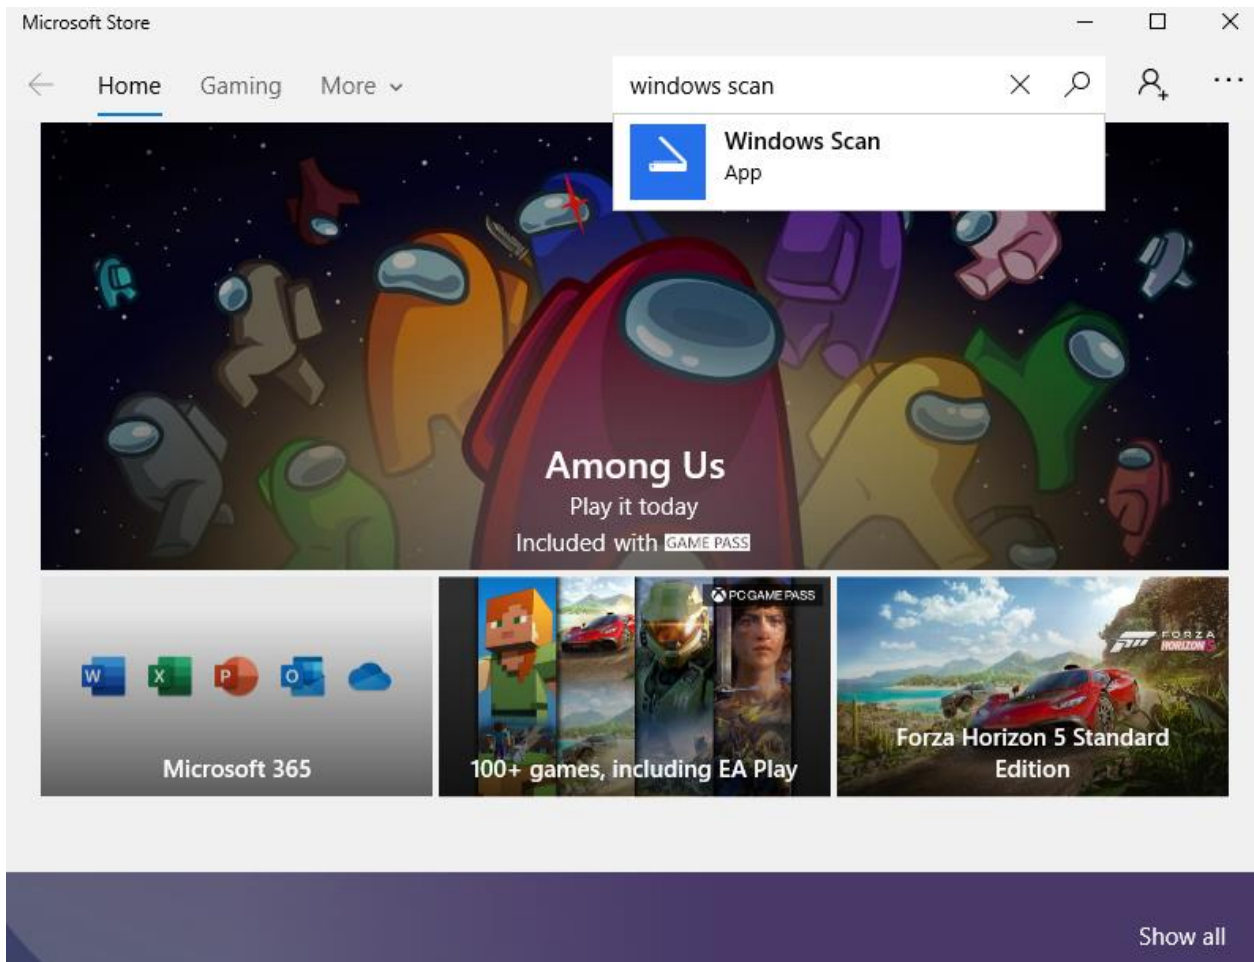 Microsoft Store
Home Gaming More
windows scan
Windows Scan
App
Among Us
Play it today
Included with GAME PASS
W X P O
Microsoft 365
PC GAME PASS
100+ games, including EA Play
FORZA
HORIZON 5
Forza Horizon 5 Standard
Edition
Show all